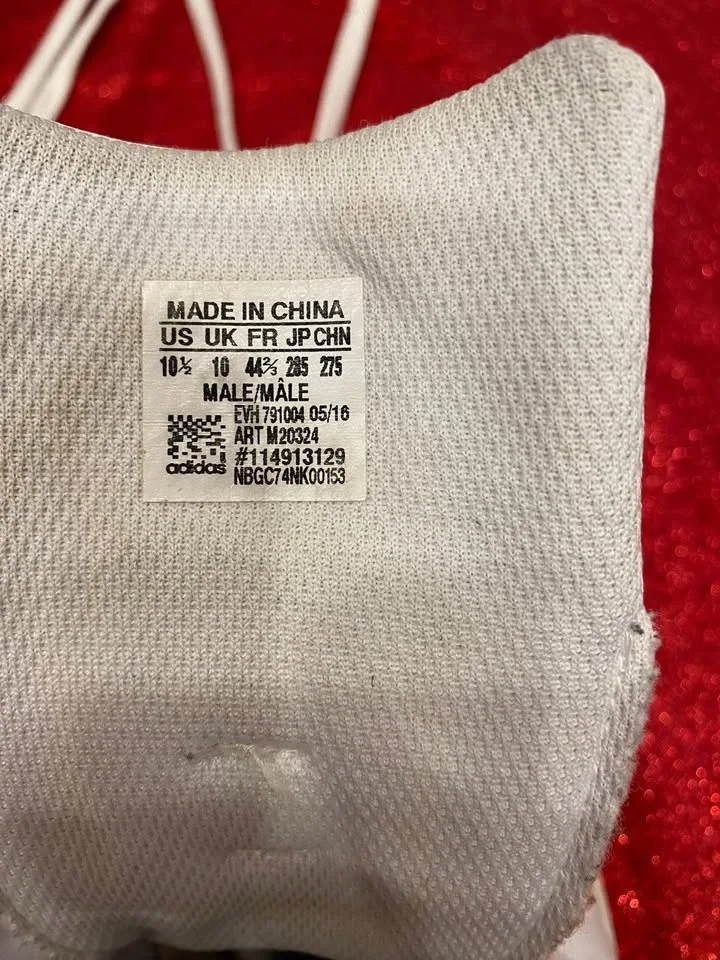 MADE IN CHINA
US UK FR JP CHN
10½ 10 44⅔ 285 275
MALE/MÂLE
EVH 791004 05/16
ART M20324
#114913129
NBGC74NK00153
adidas